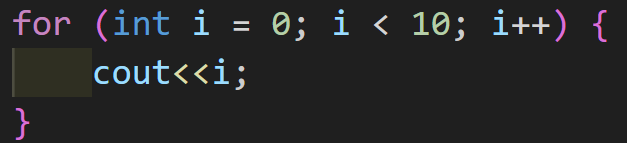 for (int i = 0; i < 10; i++) {
    cout<<i;
}